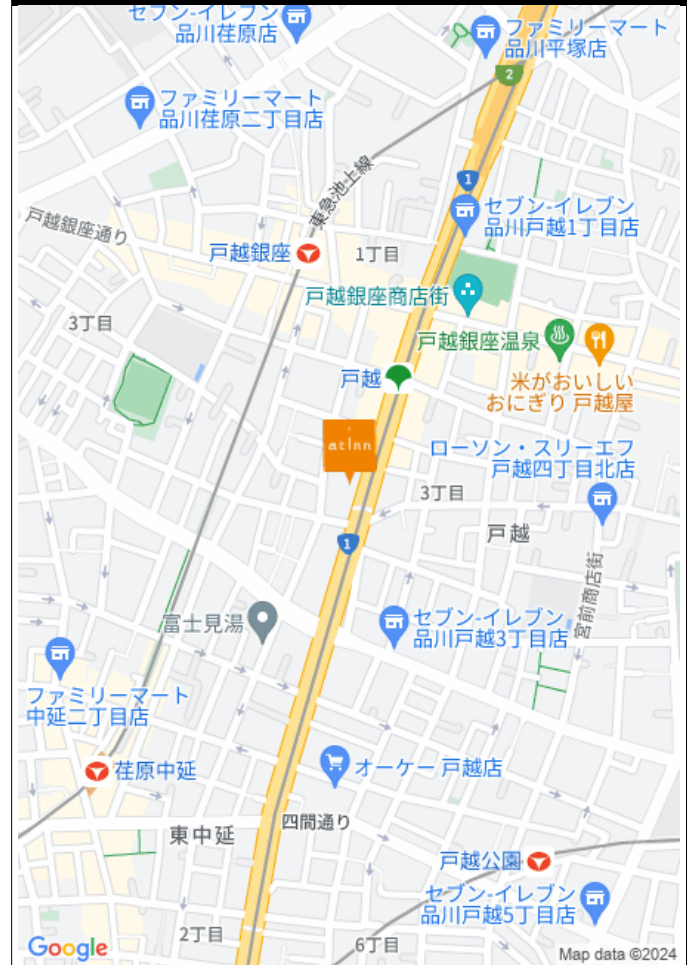 セブン-イレブン
品川荏原店
ファミリーマート
品川平塚店
2
ファミリーマート
品川荏原二丁目店
東急池上線
1
セブン-イレブン
品川戸越1丁目店
戸越銀座通り
戸越銀座
1丁目
戸越銀座商店街
3丁目
戸越銀座温泉
戸越
米がおいしい
おにぎり 戸越屋
at inn
ローソン・スリーエフ
戸越四丁目北店
3丁目
戸越
1
宮前商店街
富士見湯
セブン-イレブン
品川戸越3丁目店
ファミリーマート
中延二丁目店
荏原中延
オーケー 戸越店
四間通り
東中延
戸越公園
セブン-イレブン
品川戸越5丁目店
2丁目
6丁目
Google
Map data ©2024